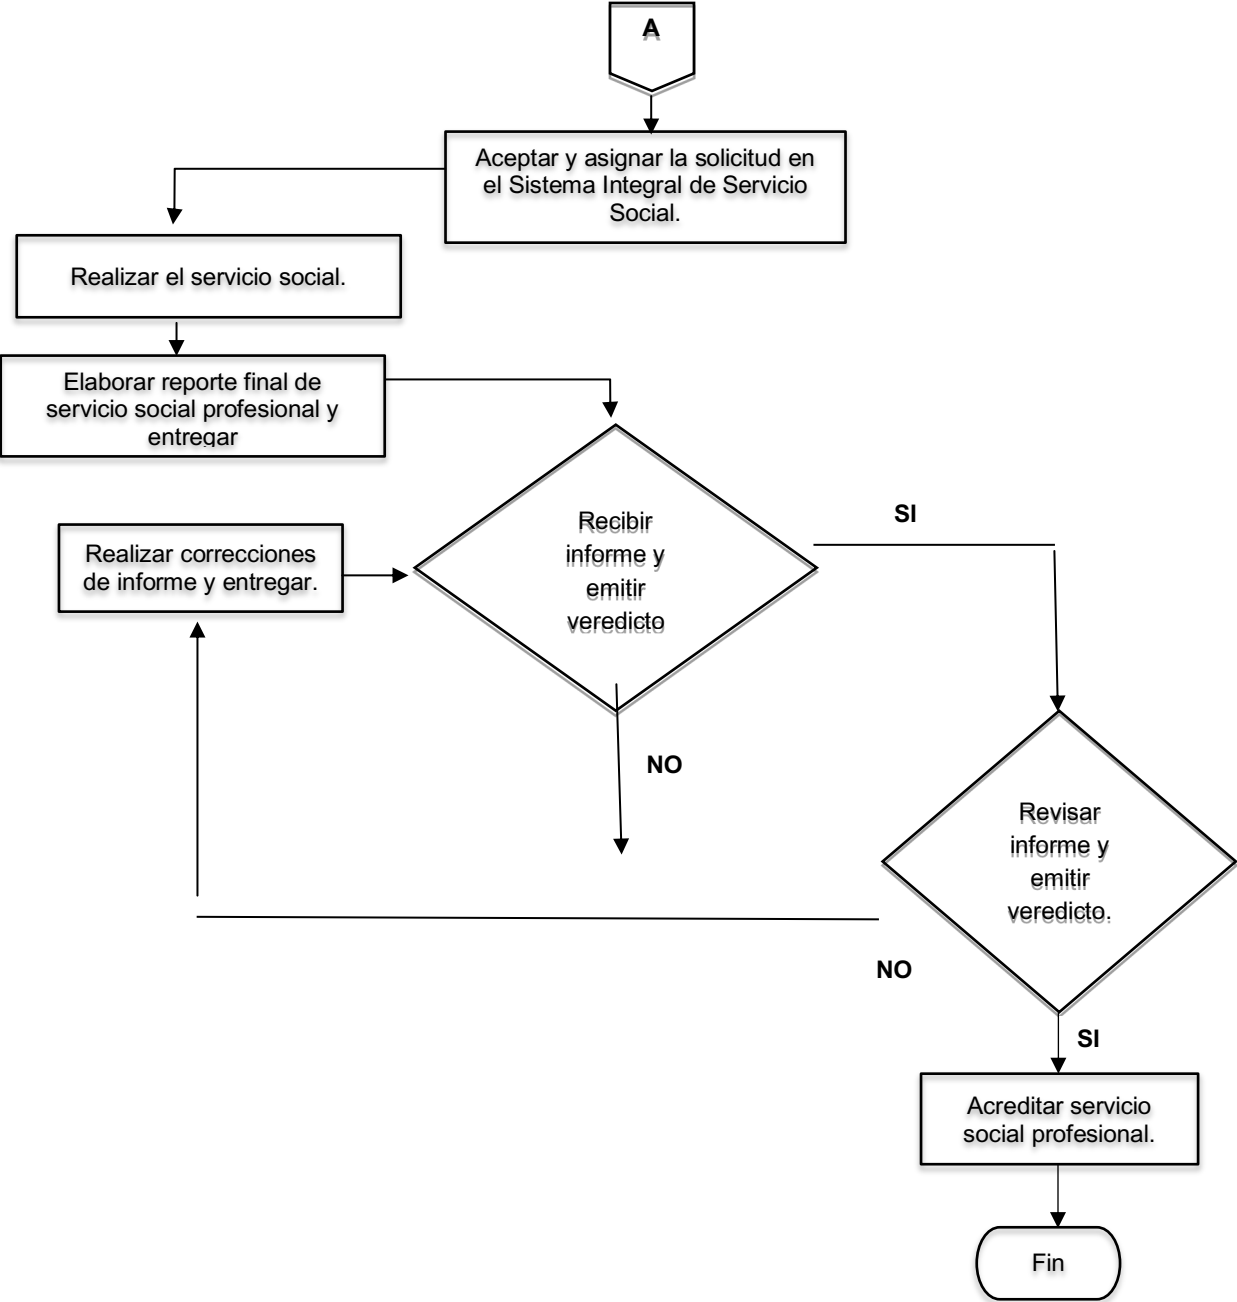 A
Aceptar y asignar la solicitud en
el Sistema Integral de Servicio
Social.
Realizar el servicio social.
Elaborar reporte final de
servicio social profesional y
entregar
Recibir
informe y
emitir
veredicto
SI
Realizar correcciones
de informe y entregar.
NO
Revisar
informe y
emitir
veredicto.
NO
SI
Acreditar servicio
social profesional.
Fin